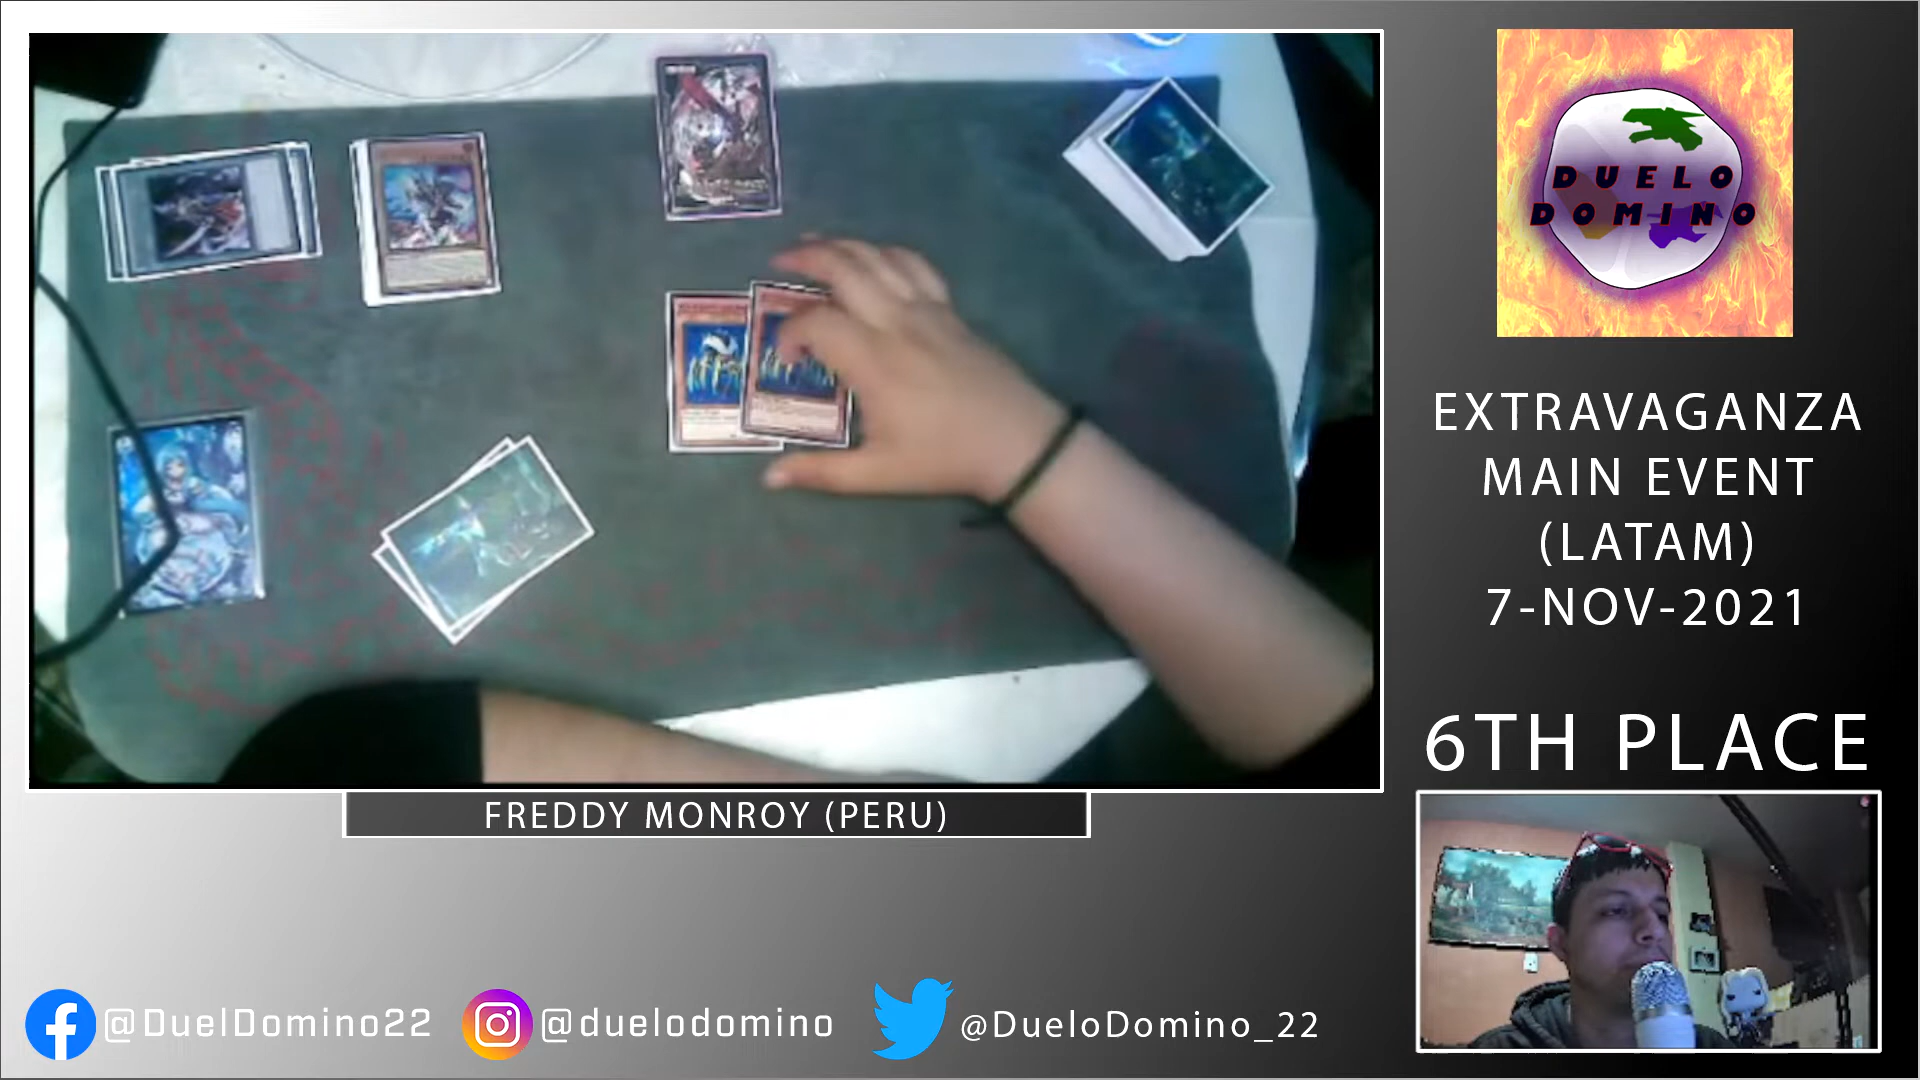 DUELO
DOMINO
EXTRAVAGANZA
MAIN EVENT
(LATAM)
7-NOV-2021
6TH PLACE
FREDDY MONROY (PERU)
@DuelDomino22
@duelodomino
@DueloDomino_22